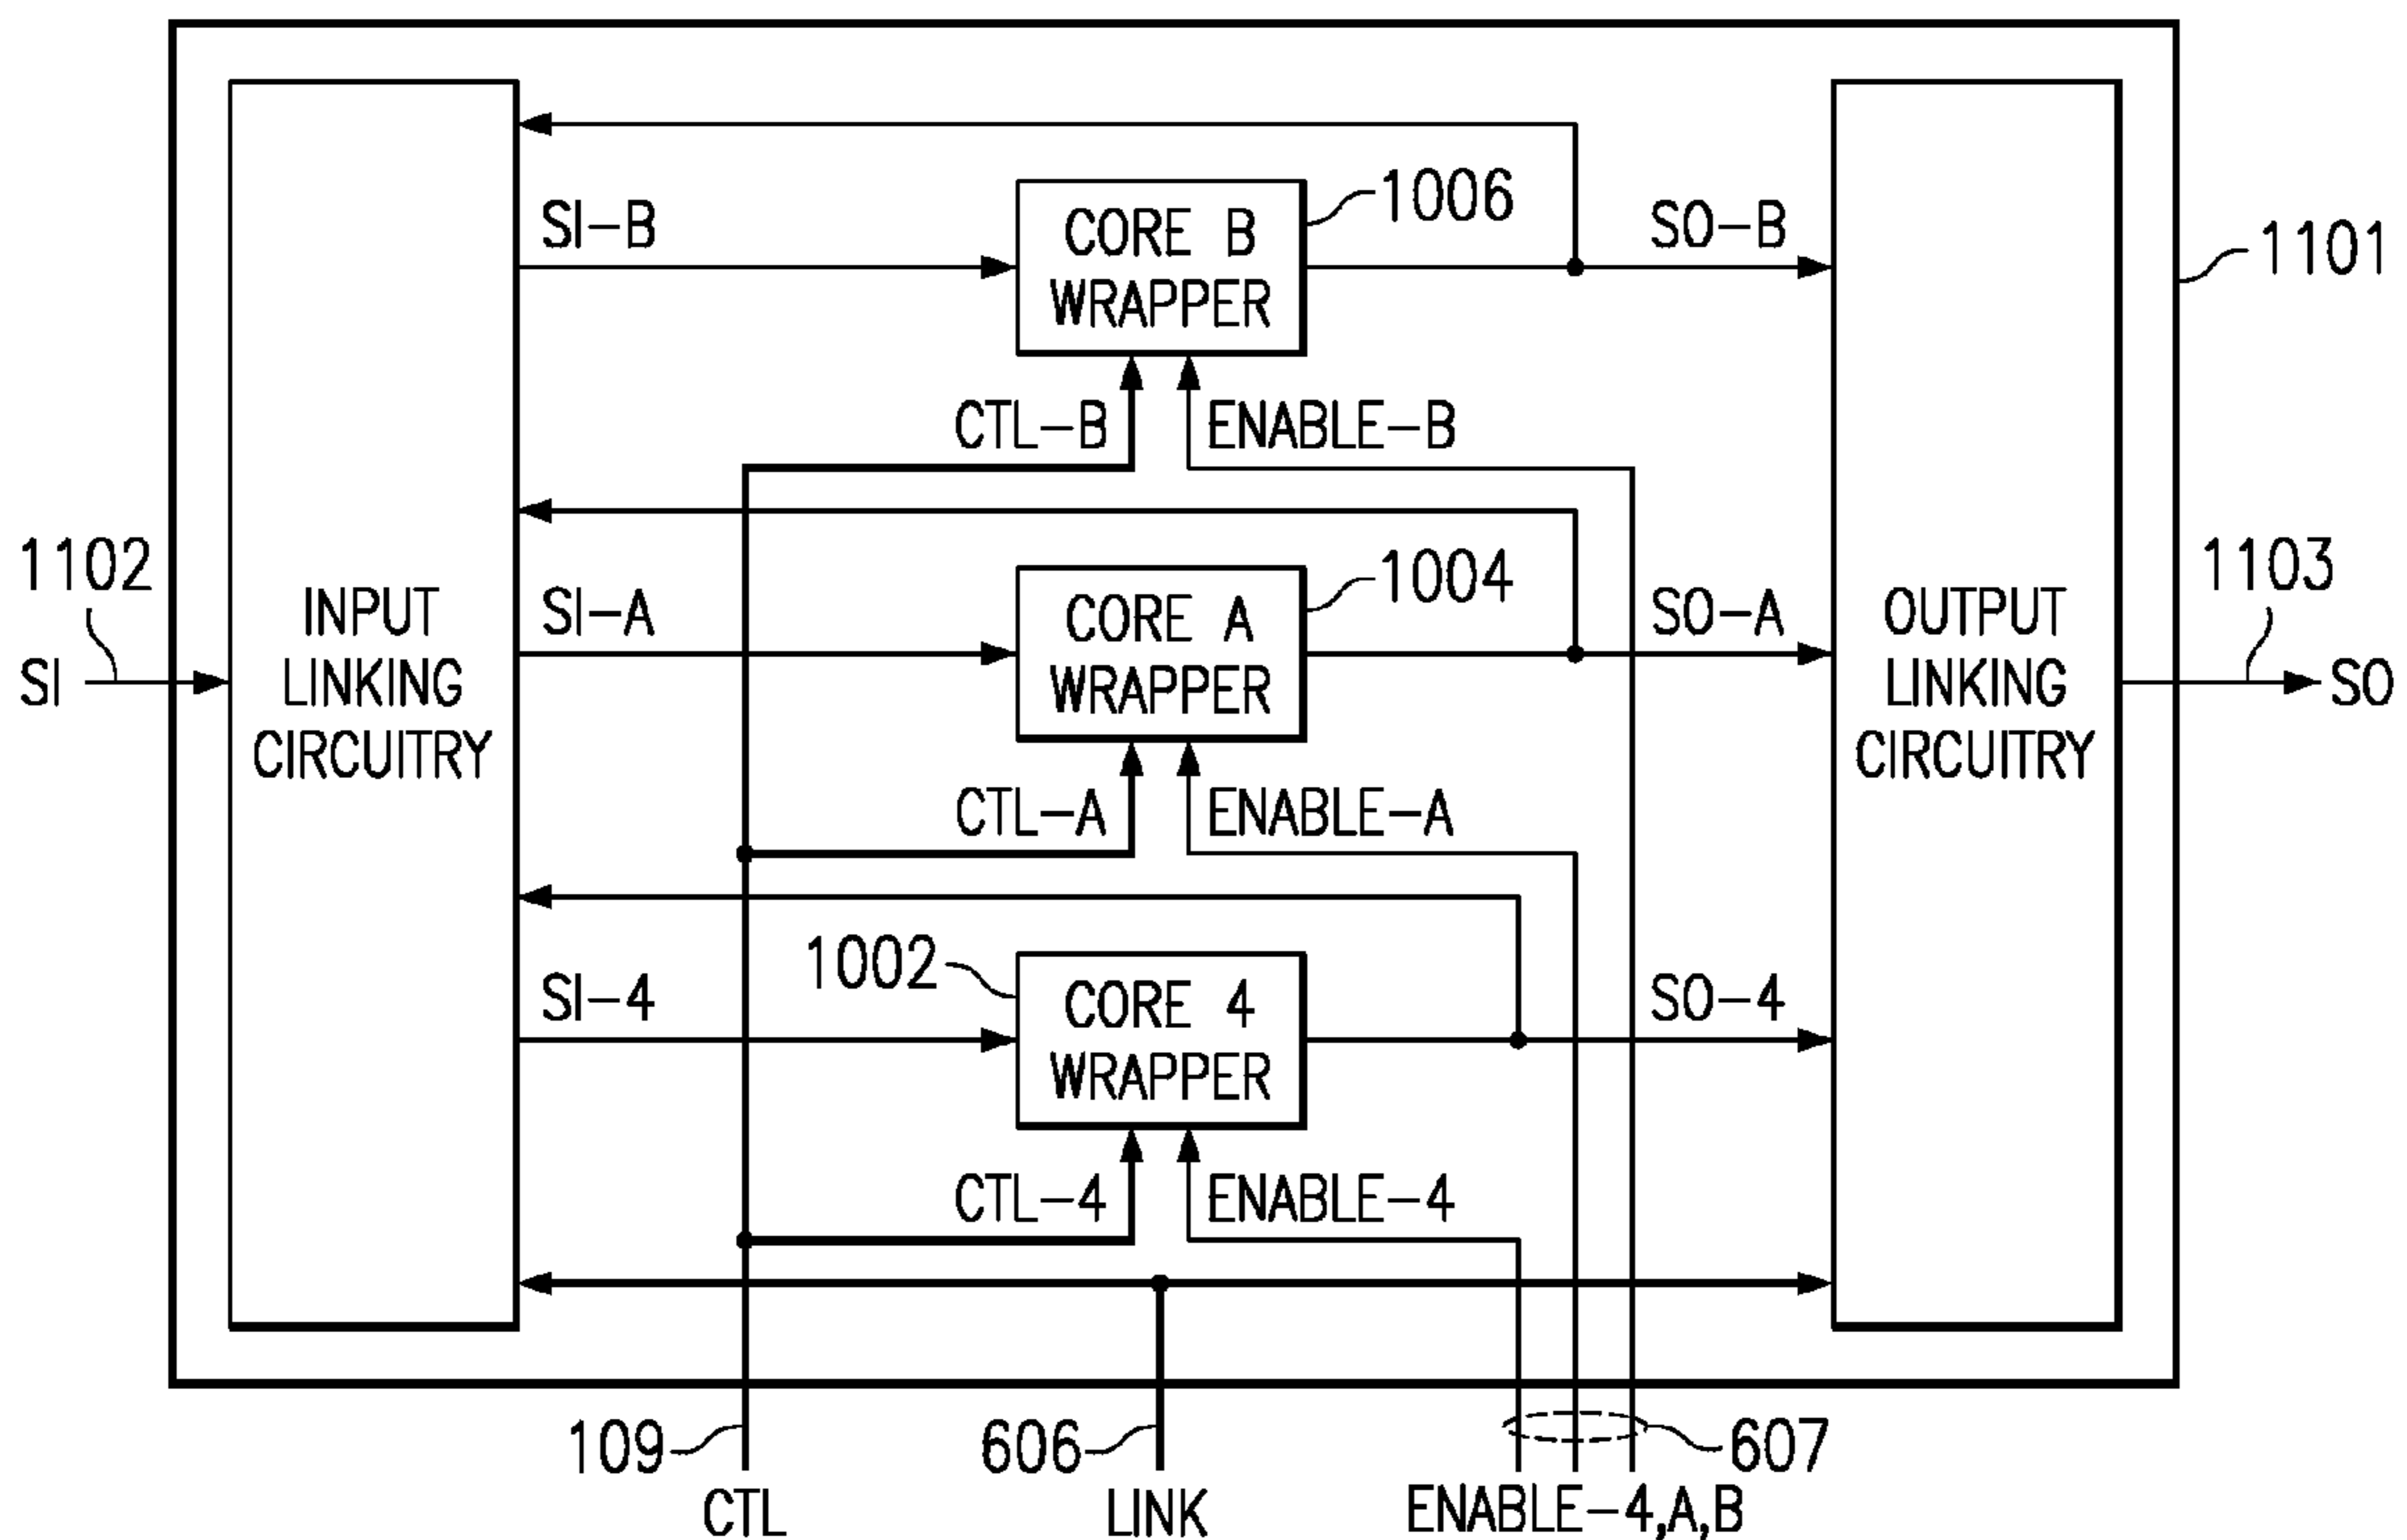 1006
CORE B
WRAPPER
SI-B
SO-B
1101
CTL-B
ENABLE-B
1102
SI
INPUT
LINKING
CIRCUITRY
SI-A
1004
CORE A
WRAPPER
SO-A
OUTPUT
LINKING
CIRCUITRY
1103
SO
CTL-A
ENABLE-A
1002
SI-4
CORE 4
WRAPPER
SO-4
CTL-4
ENABLE-4
109
CTL
606
LINK
607
ENABLE-4,A,B